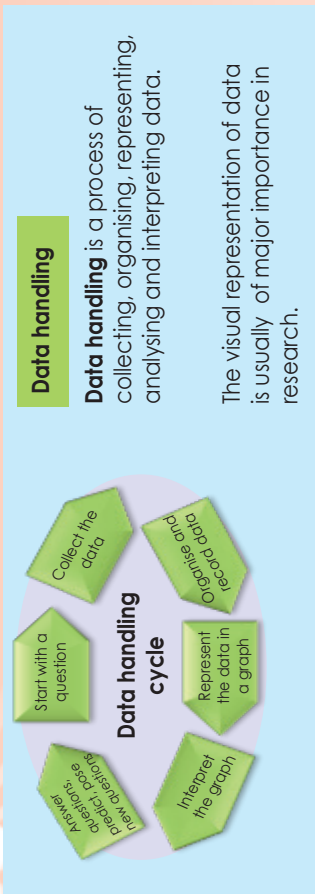 Data handling
Data handling is a process of
collecting, organising, representing,
analysing and interpreting data.
The visual representation of data
is usually of major importance in
research.
Data handling
cycle
Start with a
question
Collect the
data
Organise and
record data
Represent
the data in
a graph
Interpret
the graph
Answer
questions,
predict, pose
new questions